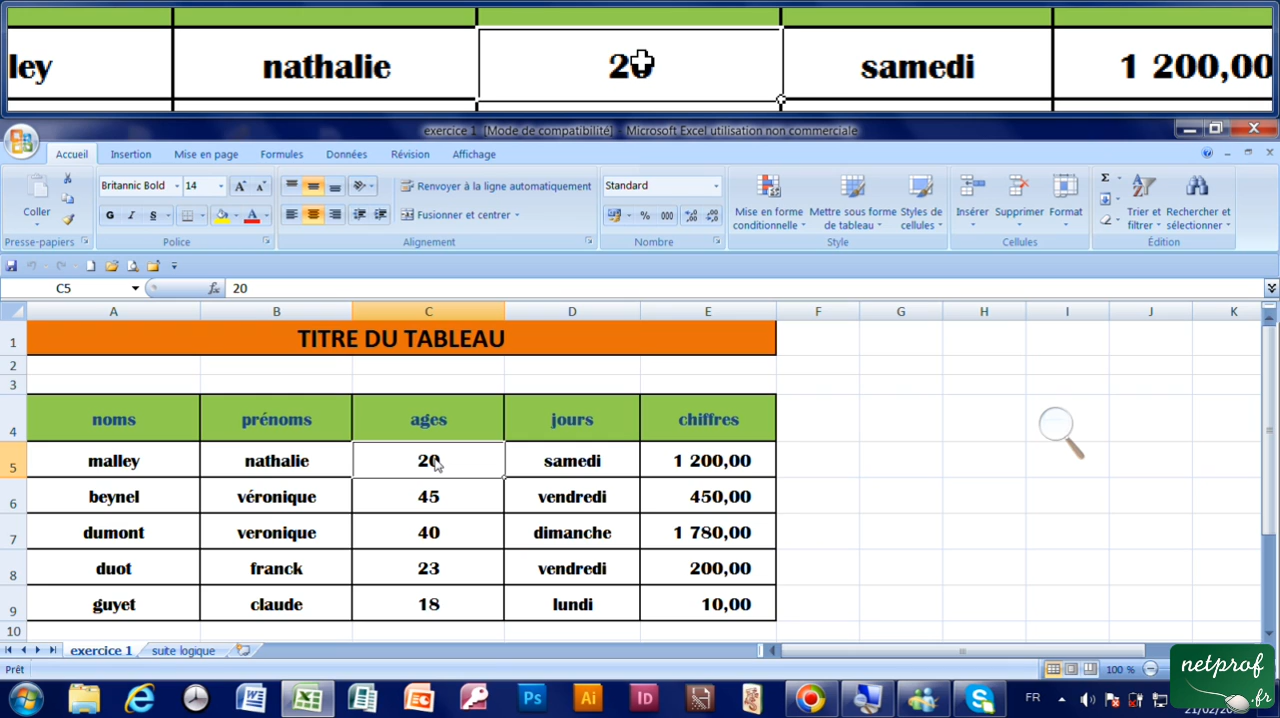 ley nathalie 20 samedi 1 200,00
exercice 1 [Mode de compatibilité] - Microsoft Excel utilisation non commerciale
Accueil Insertion Mise en page Formules Données Révision Affichage
Coller
Presse-papiers
Britannic Bold 14
G I S
Police
Renvoyer à la ligne automatiquement
Fusionner et centrer
Alignement
Standard
% 000
Nombre
Mise en forme conditionnelle
Mettre sous forme de tableau
Styles de cellules
Style
Insérer Supprimer Format
Cellules
Trier et filtrer
Rechercher et sélectionner
Édition
C5 fx 20
A B C D E F G H I J K
1 TITRE DU TABLEAU
2
3
4 noms prénoms ages jours chiffres
5 malley nathalie 20 samedi 1 200,00
6 beynel véronique 45 vendredi 450,00
7 dumont veronique 40 dimanche 1 780,00
8 duot franck 23 vendredi 200,00
9 guyet claude 18 lundi 10,00
10
exercice 1 suite logique
Prêt 100 %
netprof.fr
Ps Ai ID FR